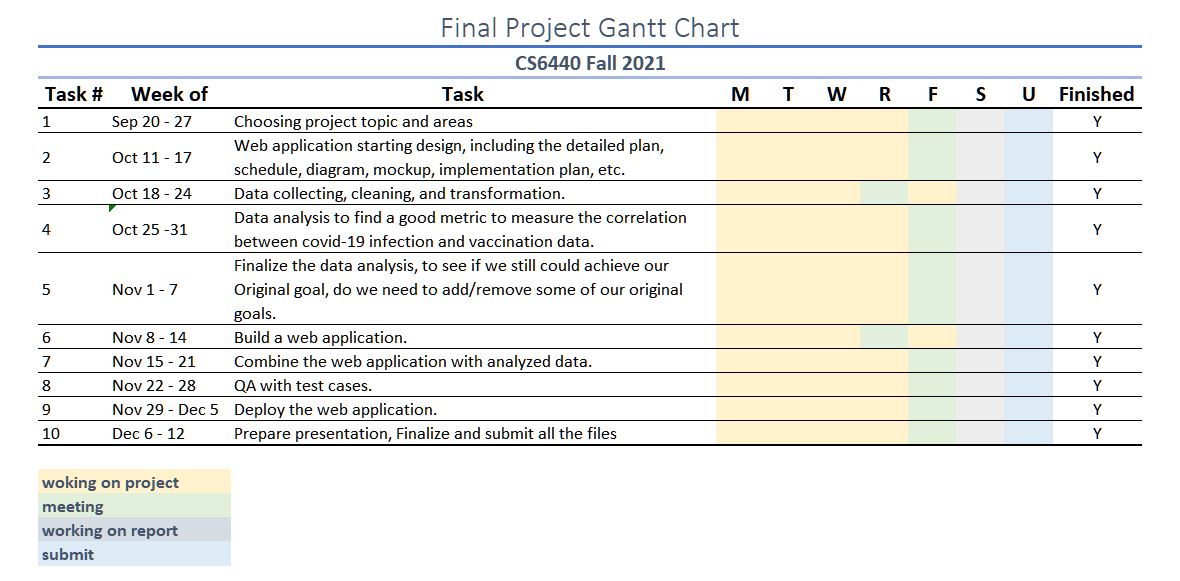 Final Project Gantt Chart
CS6440 Fall 2021
Task # Week of Task M T W R F S U Finished
1 Sep 20 - 27 Choosing project topic and areas Y
2 Oct 11 - 17 Web application starting design, including the detailed plan,
schedule, diagram, mockup, implementation plan, etc. Y
3 Oct 18 - 24 Data collecting, cleaning, and transformation. Y
4 Oct 25 -31 Data analysis to find a good metric to measure the correlation
between covid-19 infection and vaccination data. Y
5 Nov 1 - 7 Finalize the data analysis, to see if we still could achieve our
Original goal, do we need to add/remove some of our original
goals. Y
6 Nov 8 - 14 Build a web application. Y
7 Nov 15 - 21 Combine the web application with analyzed data. Y
8 Nov 22 - 28 QA with test cases. Y
9 Nov 29 - Dec 5 Deploy the web application. Y
10 Dec 6 - 12 Prepare presentation, Finalize and submit all the files Y
woking on project
meeting
working on report
submit